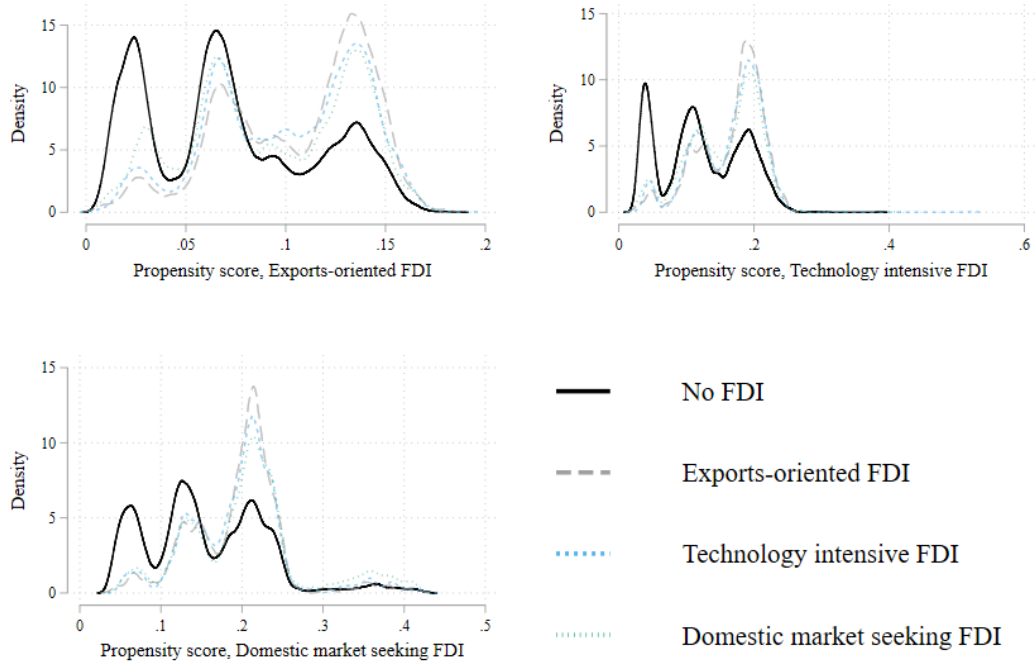 15
10
5
0
Density
0
.05
.1
.15
.2
Propensity score, Exports-oriented FDI
15
10
5
0
Density
0
.2
.4
.6
Propensity score, Technology intensive FDI
15
10
5
0
Density
0
.1
.2
.3
.4
.5
Propensity score, Domestic market seeking FDI
No FDI
Exports-oriented FDI
Technology intensive FDI
Domestic market seeking FDI